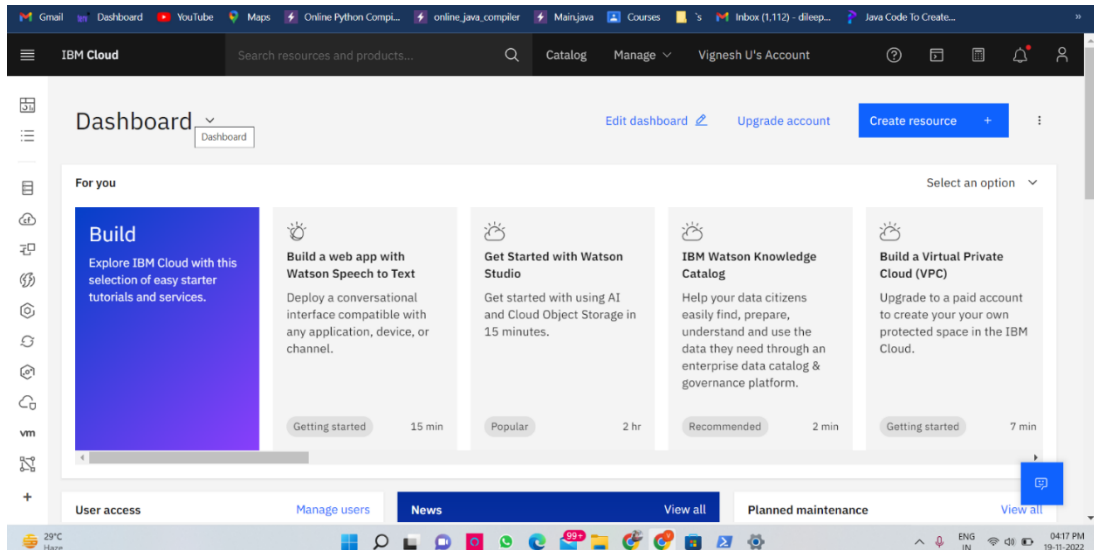 Gmail Dashboard YouTube Maps Online Python Compi... online_java_compiler Main.java Courses 's Inbox (1,112) - dileep... Java Code To Create... »
IBM Cloud Search resources and products... Catalog Manage Vignesh U's Account
Dashboard Edit dashboard Upgrade account Create resource +
Dashboard
For you Select an option
Build
Explore IBM Cloud with this
selection of easy starter
tutorials and services.
Build a web app with
Watson Speech to Text
Deploy a conversational
interface compatible with
any application, device, or
channel.
Getting started 15 min
Get Started with Watson
Studio
Get started with using AI
and Cloud Object Storage in
15 minutes.
Popular 2 hr
IBM Watson Knowledge
Catalog
Help your data citizens
easily find, prepare,
understand and use the
data they need through an
enterprise data catalog &
governance platform.
Recommended 2 min
Build a Virtual Private
Cloud (VPC)
Upgrade to a paid account
to create your your own
protected space in the IBM
Cloud.
Getting started 7 min
vm
User access Manage users
News View all
Planned maintenance View all
29°C
Haze
99+
ENG
IN
04:17 PM
19-11-2022